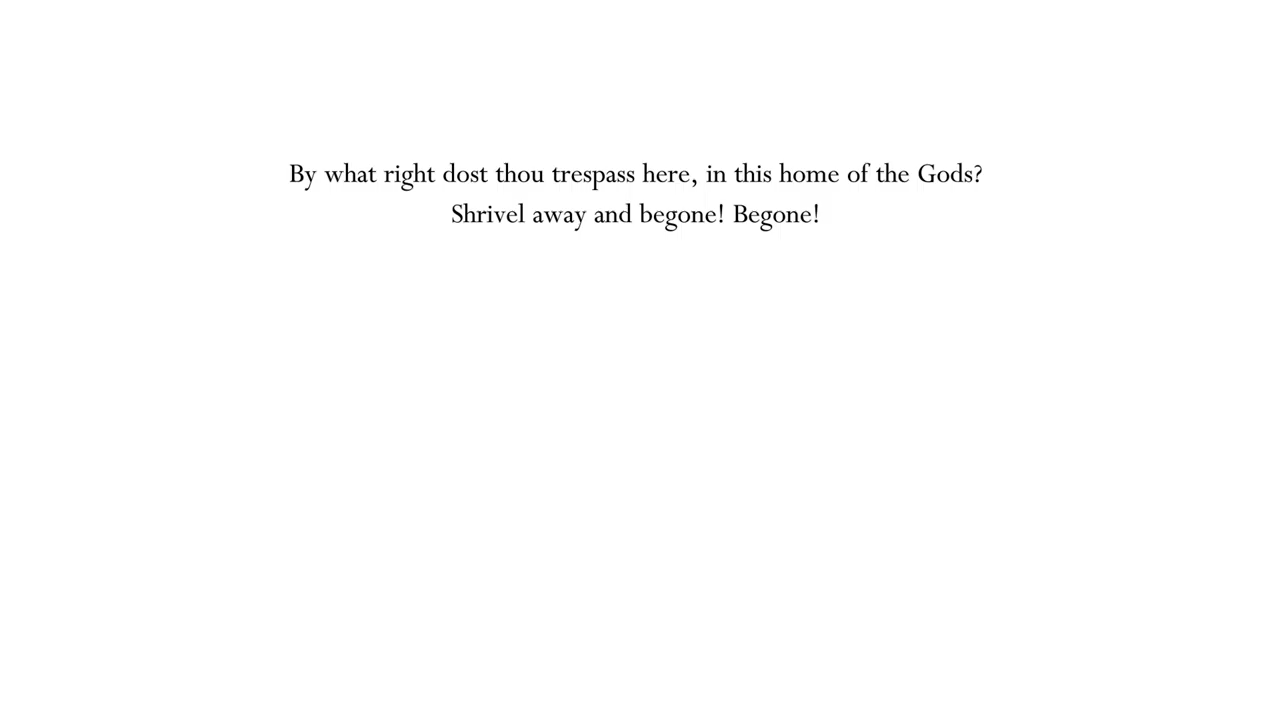 By what right dost thou trespass here, in this home of the Gods?
Shrivel away and begone! Begone!